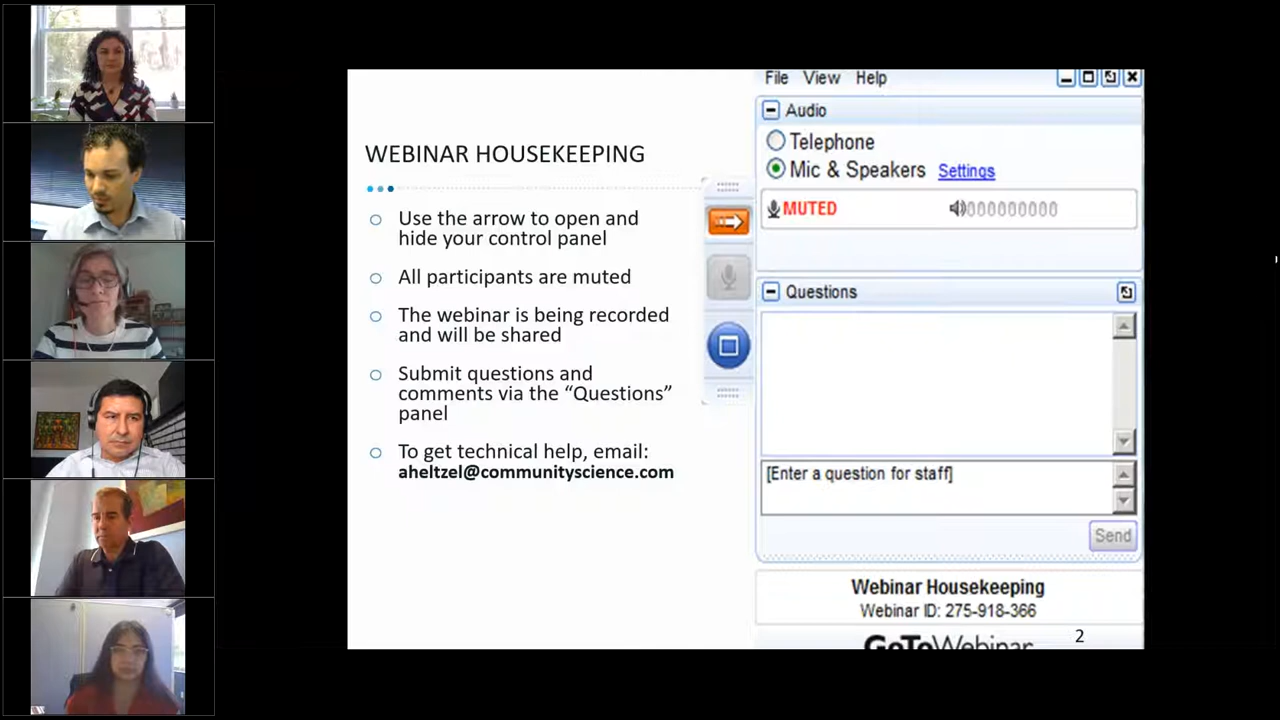 WEBINAR HOUSEKEEPING
Use the arrow to open and
hide your control panel
All participants are muted
The webinar is being recorded
and will be shared
Submit questions and
comments via the “Questions”
panel
To get technical help, email:
aheltzel@communityscience.com
File View Help
Audio
Telephone
Mic & Speakers Settings
MUTED 000000000
Questions
[Enter a question for staff]
Send
Webinar Housekeeping
Webinar ID: 275-918-366
GoToWebinar
2